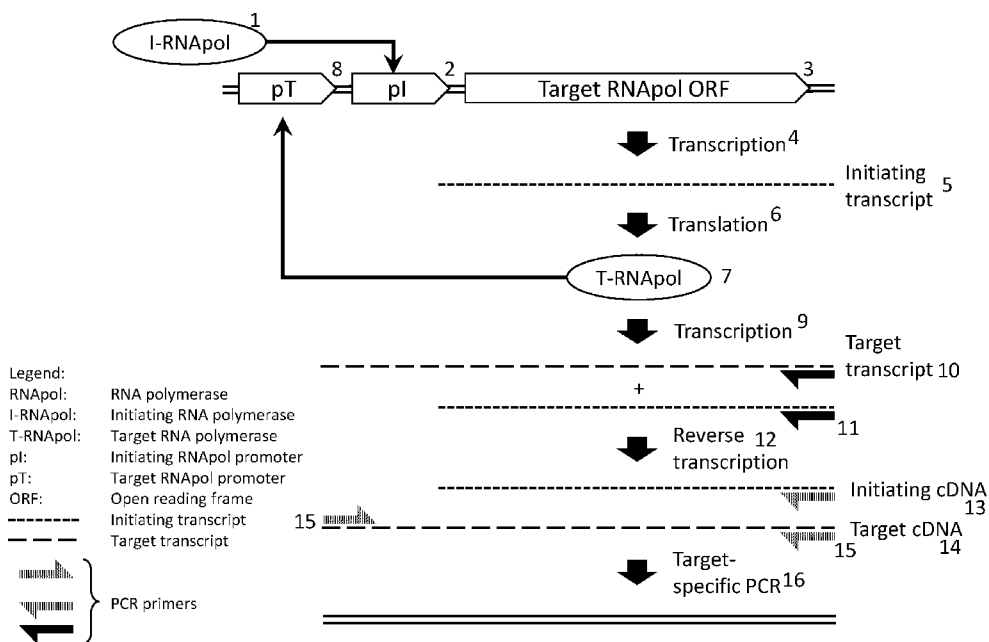 1
I-RNApol
8
2
3
pT
pI
Target RNApol ORF
Transcription 4
Initiating
transcript 5
Translation 6
T-RNApol 7
Transcription 9
Target
transcript 10
+
11
Reverse 12
transcription
Initiating cDNA
13
15
Target cDNA
15
14
Target-
specific PCR 16
Legend:
RNApol: RNA polymerase
I-RNApol: Initiating RNA polymerase
T-RNApol: Target RNA polymerase
pI: Initiating RNApol promoter
pT: Target RNApol promoter
ORF: Open reading frame
Initiating transcript
Target transcript
PCR primers